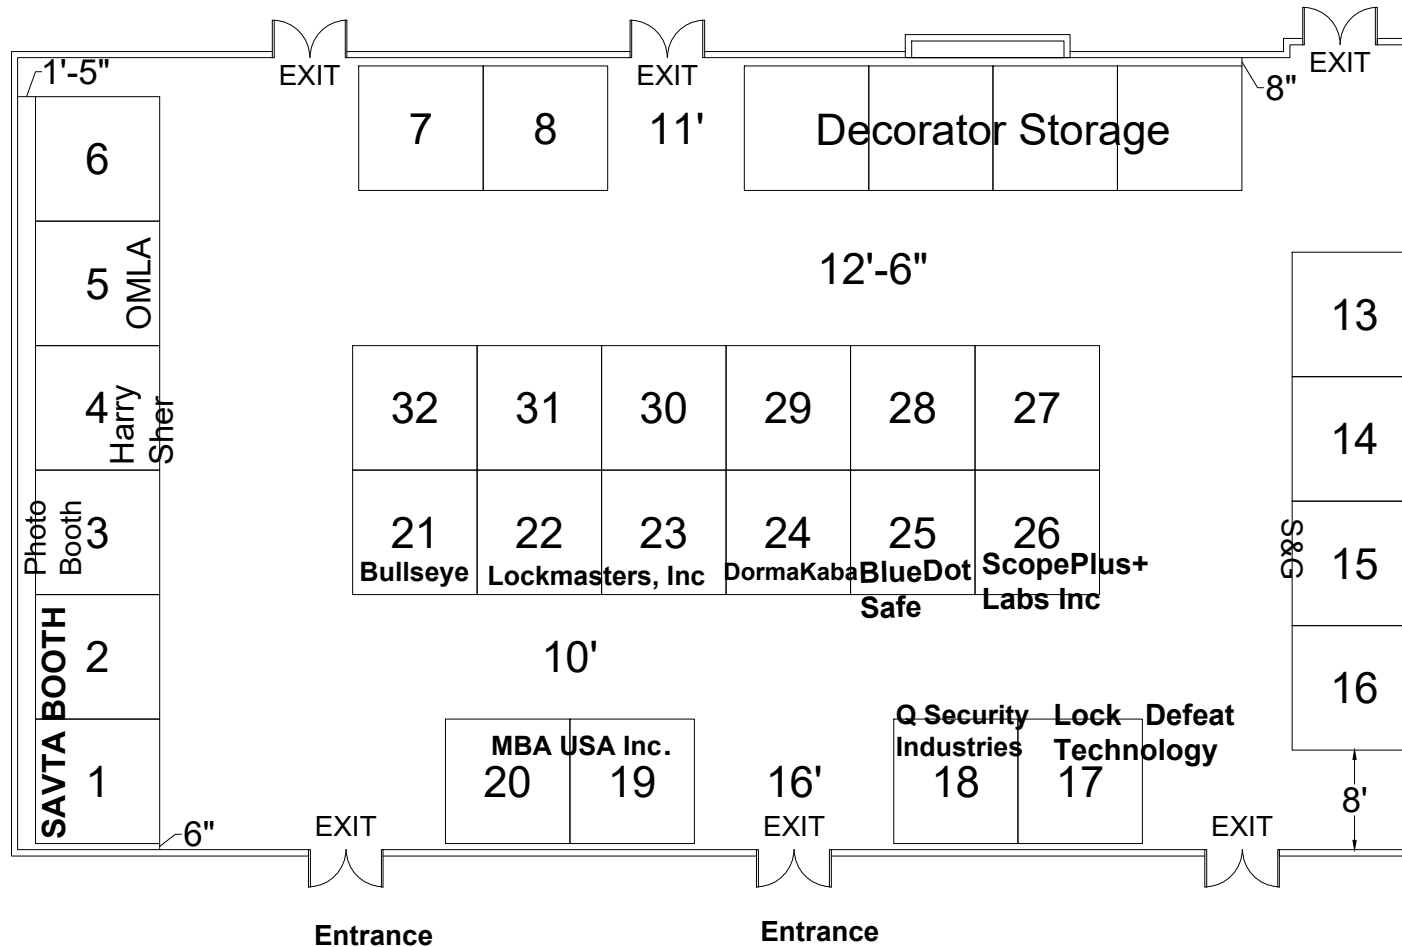 1'-5"
EXIT
EXIT
EXIT
8"
7
8
11'
Decorator Storage
6
5
OMLA
12'-6"
13
4
Harry
Sher
32
31
30
29
28
27
14
Photo
Booth
3
21
Bullseye
22
23
Lockmasters, Inc
24
DormaKaba
25
BlueDot
Safe
26
ScopePlus+
Labs Inc
S&G
15
SAVTA BOOTH
2
1
10'
16
MBA USA Inc.
20
19
16'
Q Security
Industries
18
Lock Defeat
Technology
17
8'
6"
EXIT
EXIT
EXIT
Entrance
Entrance